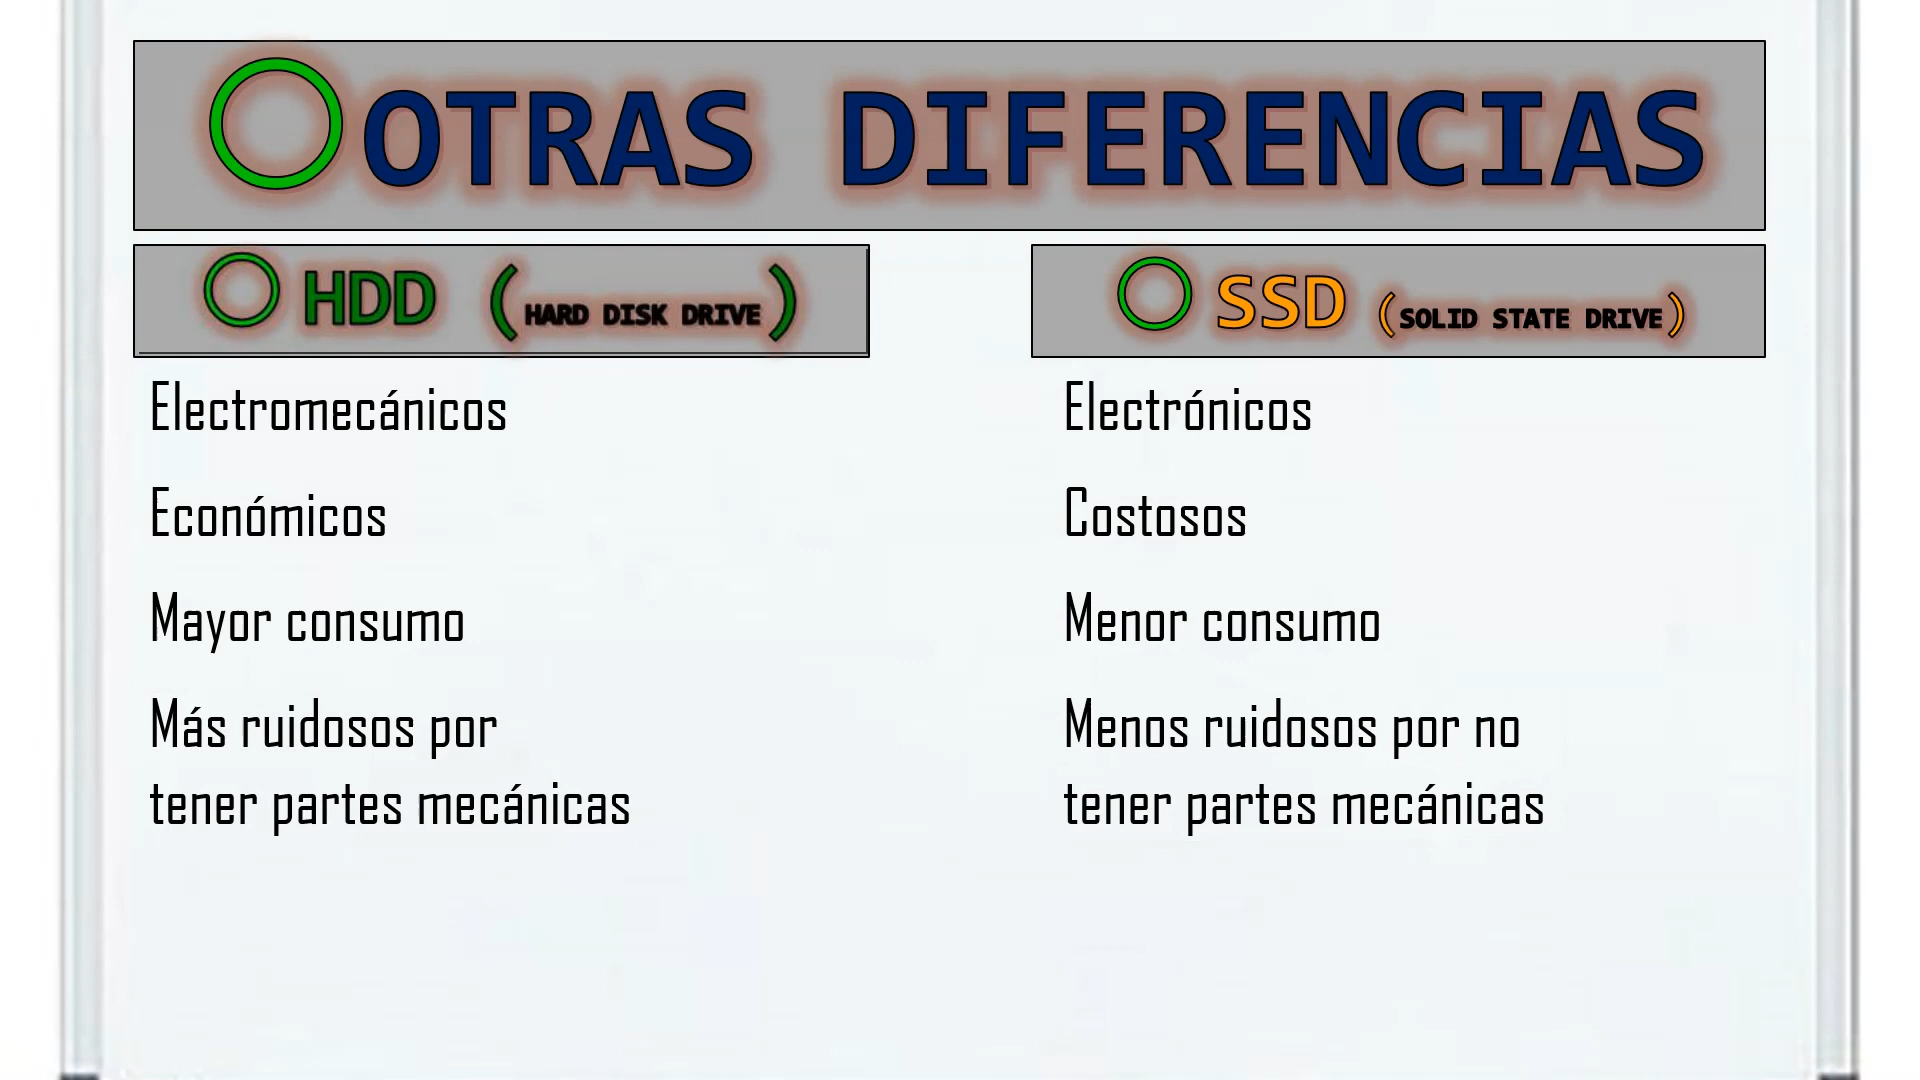 OTRAS DIFERENCIAS
HDD (HARD DISK DRIVE)
Electromecánicos
Económicos
Mayor consumo
Más ruidosos por
tener partes mecánicas
SSD (SOLID STATE DRIVE)
Electrónicos
Costosos
Menor consumo
Menos ruidosos por no
tener partes mecánicas